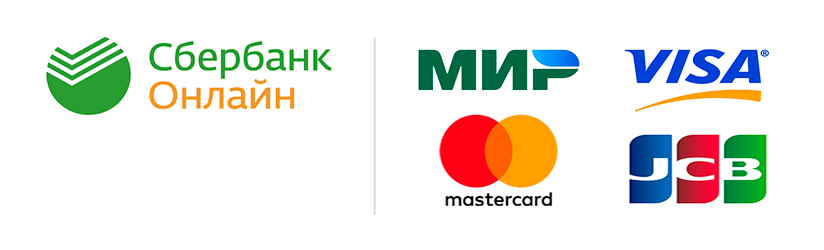 Сбербанк
Онлайн
МИР
VISA®
mastercard
JCB